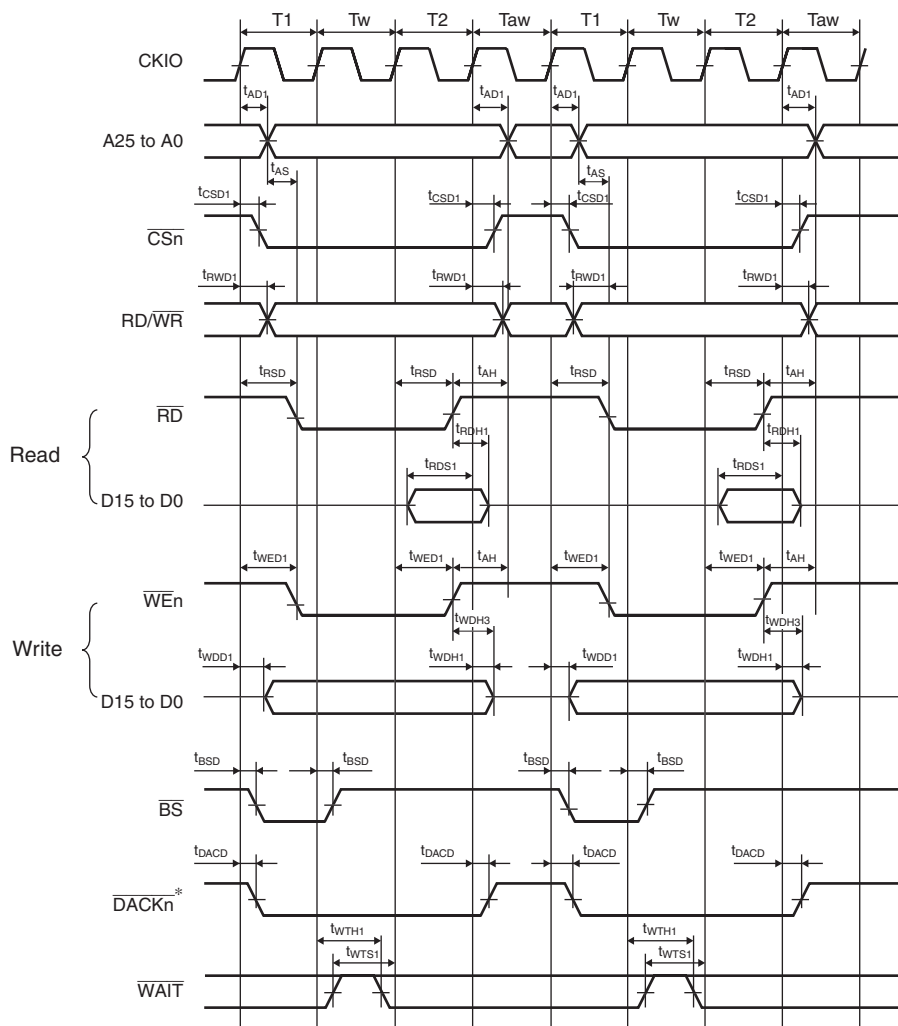 T1 Tw T2 Taw T1 Tw T2 Taw
CKIO
tAD1 tAD1 tAD1 tAD1
A25 to A0
tAS tAS
tCSD1 tCSD1 tCSD1 tCSD1
CSn
tRWD1 tRWD1 tRWD1 tRWD1
RD/WR
tRSD tRSD tAH tRSD tRSD tAH
RD
tRDH1 tRDH1
Read
tRDS1 tRDS1
D15 to D0
tWED1 tWED1 tAH tWED1 tWED1 tAH
WEn
tWDH3 tWDH3
Write
tWDD1 tWDH1 tWDD1 tWDH1
D15 to D0
tBSD tBSD tBSD tBSD
BS
tDACD tDACD tDACD tDACD
DACKn*
tWTH1 tWTH1
tWTS1 tWTS1
WAIT